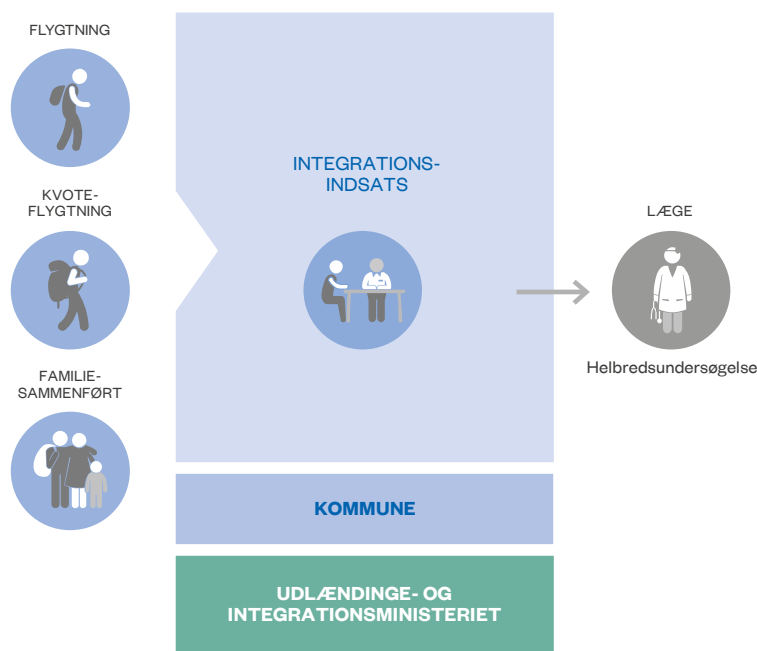 FLYGTNING
KVOTE-
FLYGTNING
FAMILIE-
SAMMENFØRT
INTEGRATIONS-
INDSATS
LÆGE
Helbredsundersøgelse
KOMMUNE
UDLÆNDINGE- OG
INTEGRATIONSMINISTERIET